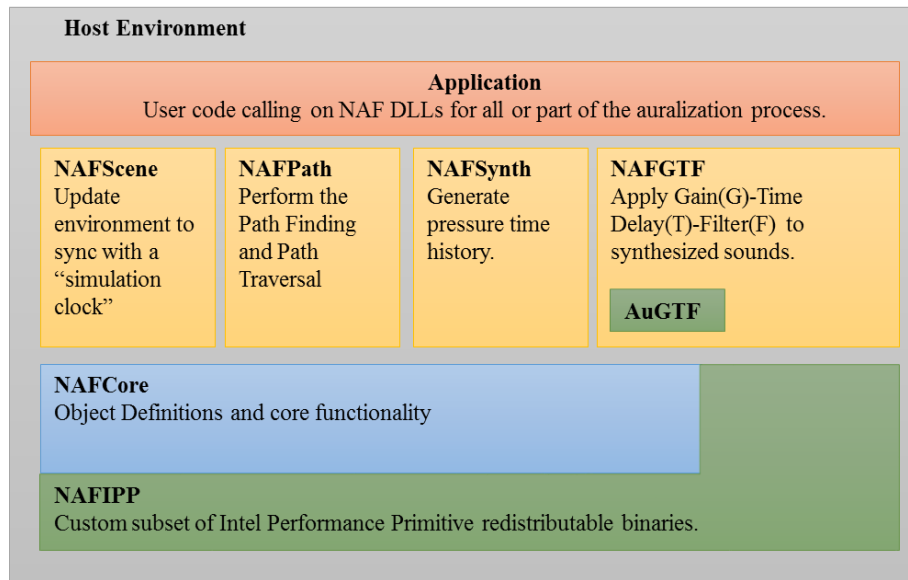 Host Environment
Application
User code calling on NAF DLLs for all or part of the auralization process.
NAFScene
Update
environment to
sync with a
“simulation
clock”
NAFPath
Perform the
Path Finding
and Path
Traversal
NAFSynth
Generate
pressure time
history.
NAFGTF
Apply Gain(G)-Time
Delay(T)-Filter(F) to
synthesized sounds.
AuGTF
NAFCore
Object Definitions and core functionality
NAFIPP
Custom subset of Intel Performance Primitive redistributable binaries.